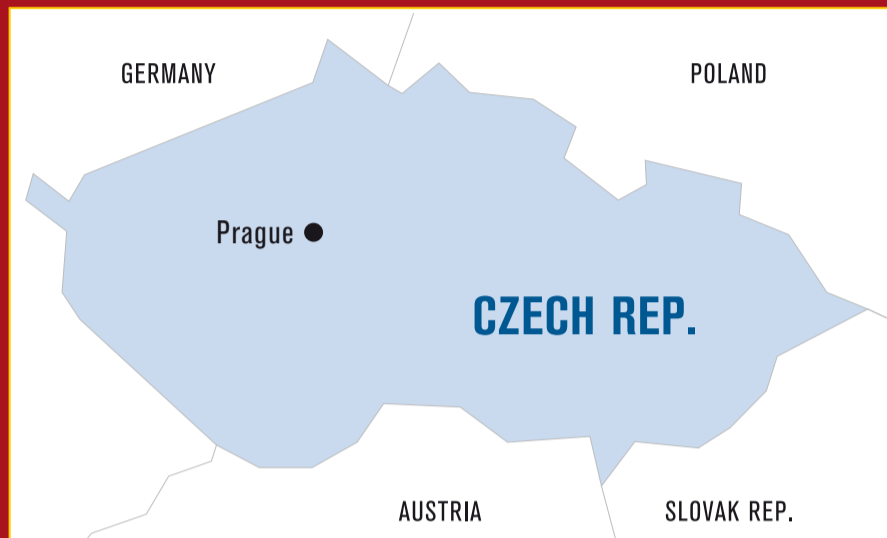 GERMANY
POLAND
Prague
CZECH REP.
AUSTRIA
SLOVAK REP.